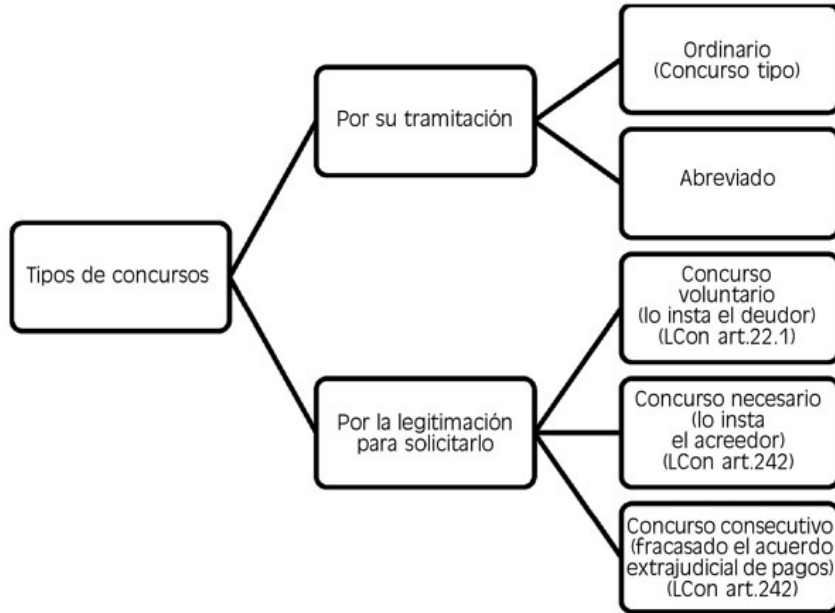 Tipos de concursos
Por su tramitación
Ordinario
(Concurso tipo)
Abreviado
Por la legitimación
para solicitarlo
Concurso
voluntario
(lo insta el deudor)
(LCon art.22.1)
Concurso necesario
(lo insta
el acreedor)
(LCon art.242)
Concurso consecutivo
(fracasado el acuerdo
extrajudicial de pagos)
(LCon art.242)